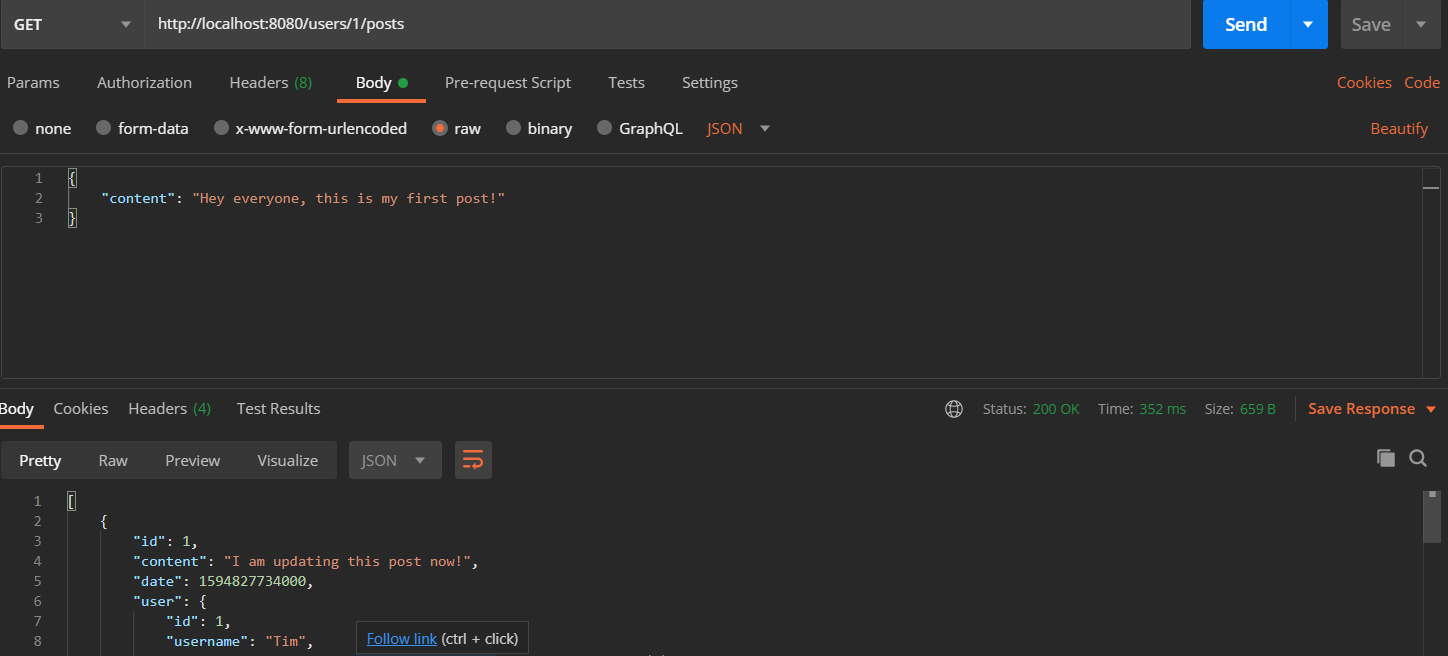 GET http://localhost:8080/users/1/posts Send Save
Params Authorization Headers (8) Body Pre-request Script Tests Settings Cookies Code
none form-data x-www-form-urlencoded raw binary GraphQL JSON Beautify
1 {
2 "content": "Hey everyone, this is my first post!"
3 }
Body Cookies Headers (4) Test Results Status: 200 OK Time: 352 ms Size: 659 B Save Response
Pretty Raw Preview Visualize JSON
1 [
2 {
3 "id": 1,
4 "content": "I am updating this post now!",
5 "date": 1594827734000,
6 "user": {
7 "id": 1,
8 "username": "Tim",
Follow link (ctrl + click)